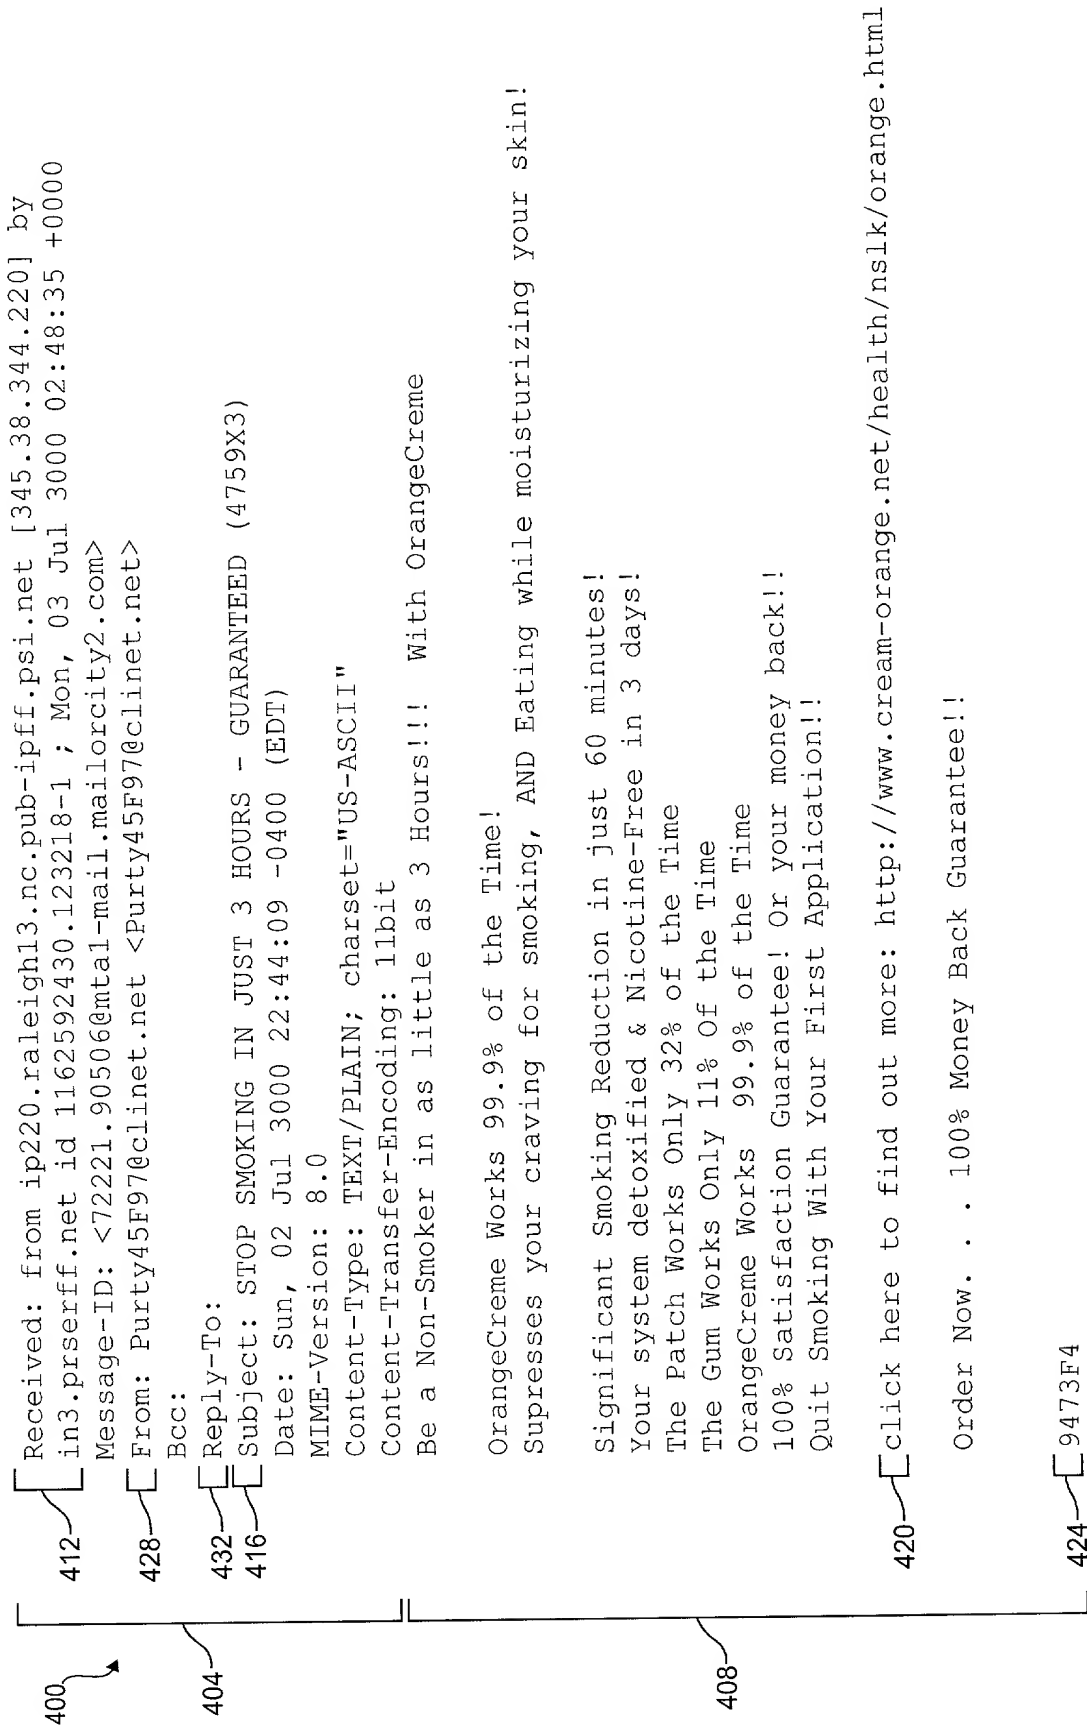 400
404
408
412
428
432
416
420
424
Received: from ip220.raleigh13.nc.pub-ipff.psi.net [345.38.344.220] by
in3.prserff.net id 1162592430.123218-1 ; Mon, 03 Jul 3000 02:48:35 +0000
Message-ID: <72221.90506@mtal-mail.mailorcity2.com>
From: Purty45F97@clinet.net <Purty45F97@clinet.net>
Bcc:
Reply-To:
Subject: STOP SMOKING IN JUST 3 HOURS - GUARANTEED (4759X3)
Date: Sun, 02 Jul 3000 22:44:09 -0400 (EDT)
MIME-Version: 8.0
Content-Type: TEXT/PLAIN; charset="US-ASCII"
Content-Transfer-Encoding: 11bit
Be a Non-Smoker in as little as 3 Hours!!! With OrangeCreme
OrangeCreme Works 99.9% of the Time!
Supresses your craving for smoking, AND Eating while moisturizing your skin!
Significant Smoking Reduction in just 60 minutes!
Your system detoxified & Nicotine-Free in 3 days!
The Patch Works Only 32% of the Time
The Gum Works Only 11% Of the Time
OrangeCreme Works 99.9% of the Time
100% Satisfaction Guarantee! Or your money back!!
Quit Smoking With Your First Application!!
click here to find out more: http://www.cream-orange.net/health/nslk/orange.html
Order Now. . . 100% Money Back Guarantee!!
9473F4